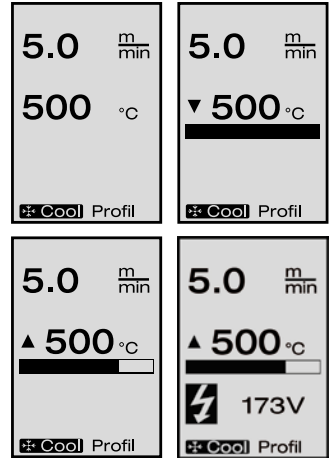 5.0 m/min
500 °C
Cool Profil
5.0 m/min
▼ 500 °C
Cool Profil
5.0 m/min
▲ 500 °C
Cool Profil
5.0 m/min
▲ 500 °C
173V
Cool Profil